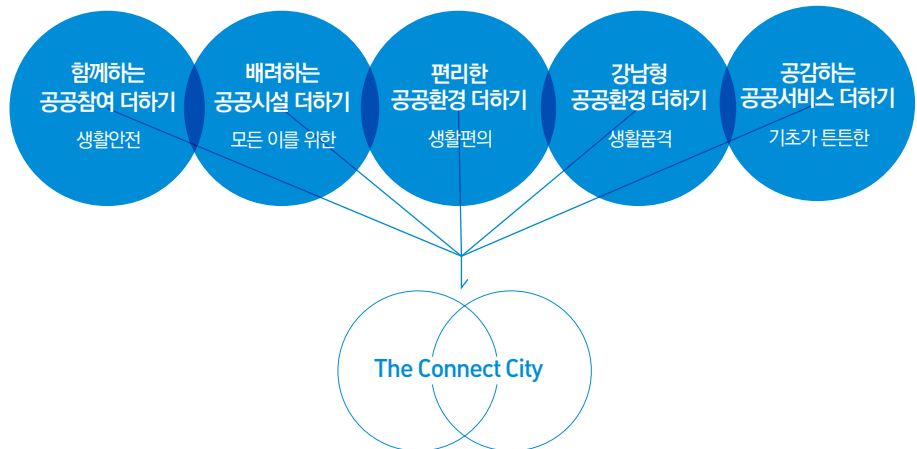 함께하는
공공참여 더하기
생활안전
배려하는
공공시설 더하기
모든 이를 위한
편리한
공공환경 더하기
생활편의
강남형
공공환경 더하기
생활품격
공감하는
공공서비스 더하기
기초가 튼튼한
The Connect City